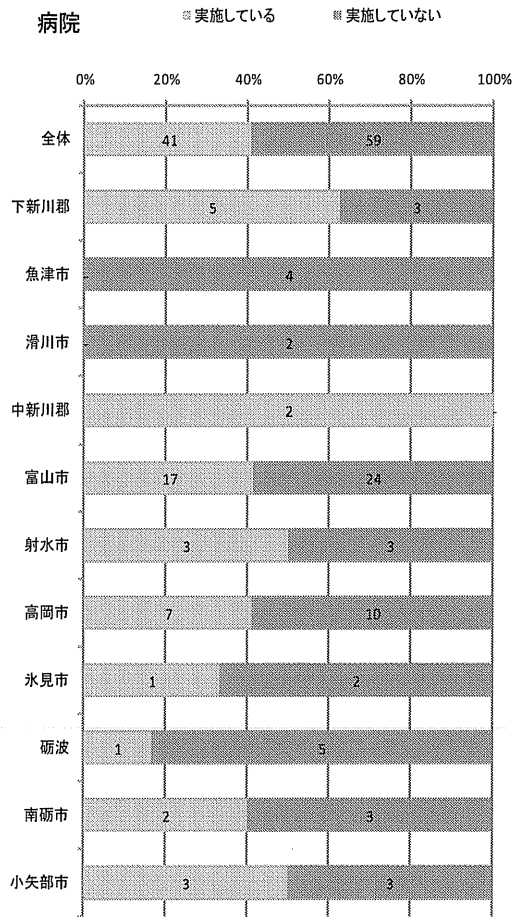 病院
実施している 実施していない
0% 20% 40% 60% 80% 100%
全体 41 59
下新川郡 5 3
魚津市 - 4
滑川市 - 2
中新川郡 2 -
富山市 17 24
射水市 3 3
高岡市 7 10
氷見市 1 2
砺波 1 5
南砺市 2 3
小矢部市 3 3